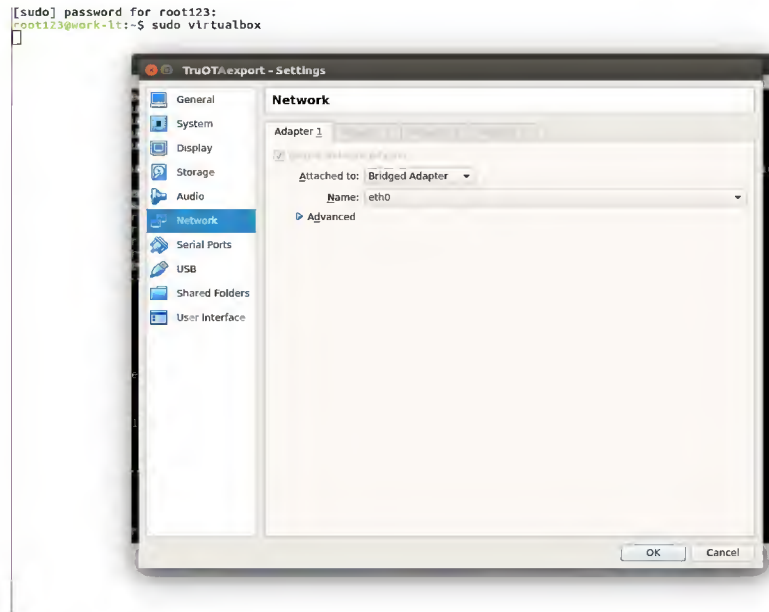 [sudo] password for root123:
root123@work-lt:~$ sudo virtualbox
TruOTAexport - Settings
General
System
Display
Storage
Audio
Network
Serial Ports
USB
Shared Folders
User Interface
Network
Adapter 1
Attached to: Bridged Adapter
Name: eth0
Advanced
OK Cancel